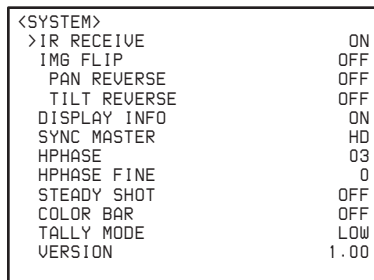 <SYSTEM>
>IR RECEIVE ON
IMG FLIP OFF
PAN REVERSE OFF
TILT REVERSE OFF
DISPLAY INFO ON
SYNC MASTER HD
HPHASE 03
HPHASE FINE 0
STEADY SHOT OFF
COLOR BAR OFF
TALLY MODE LOW
VERSION 1.00